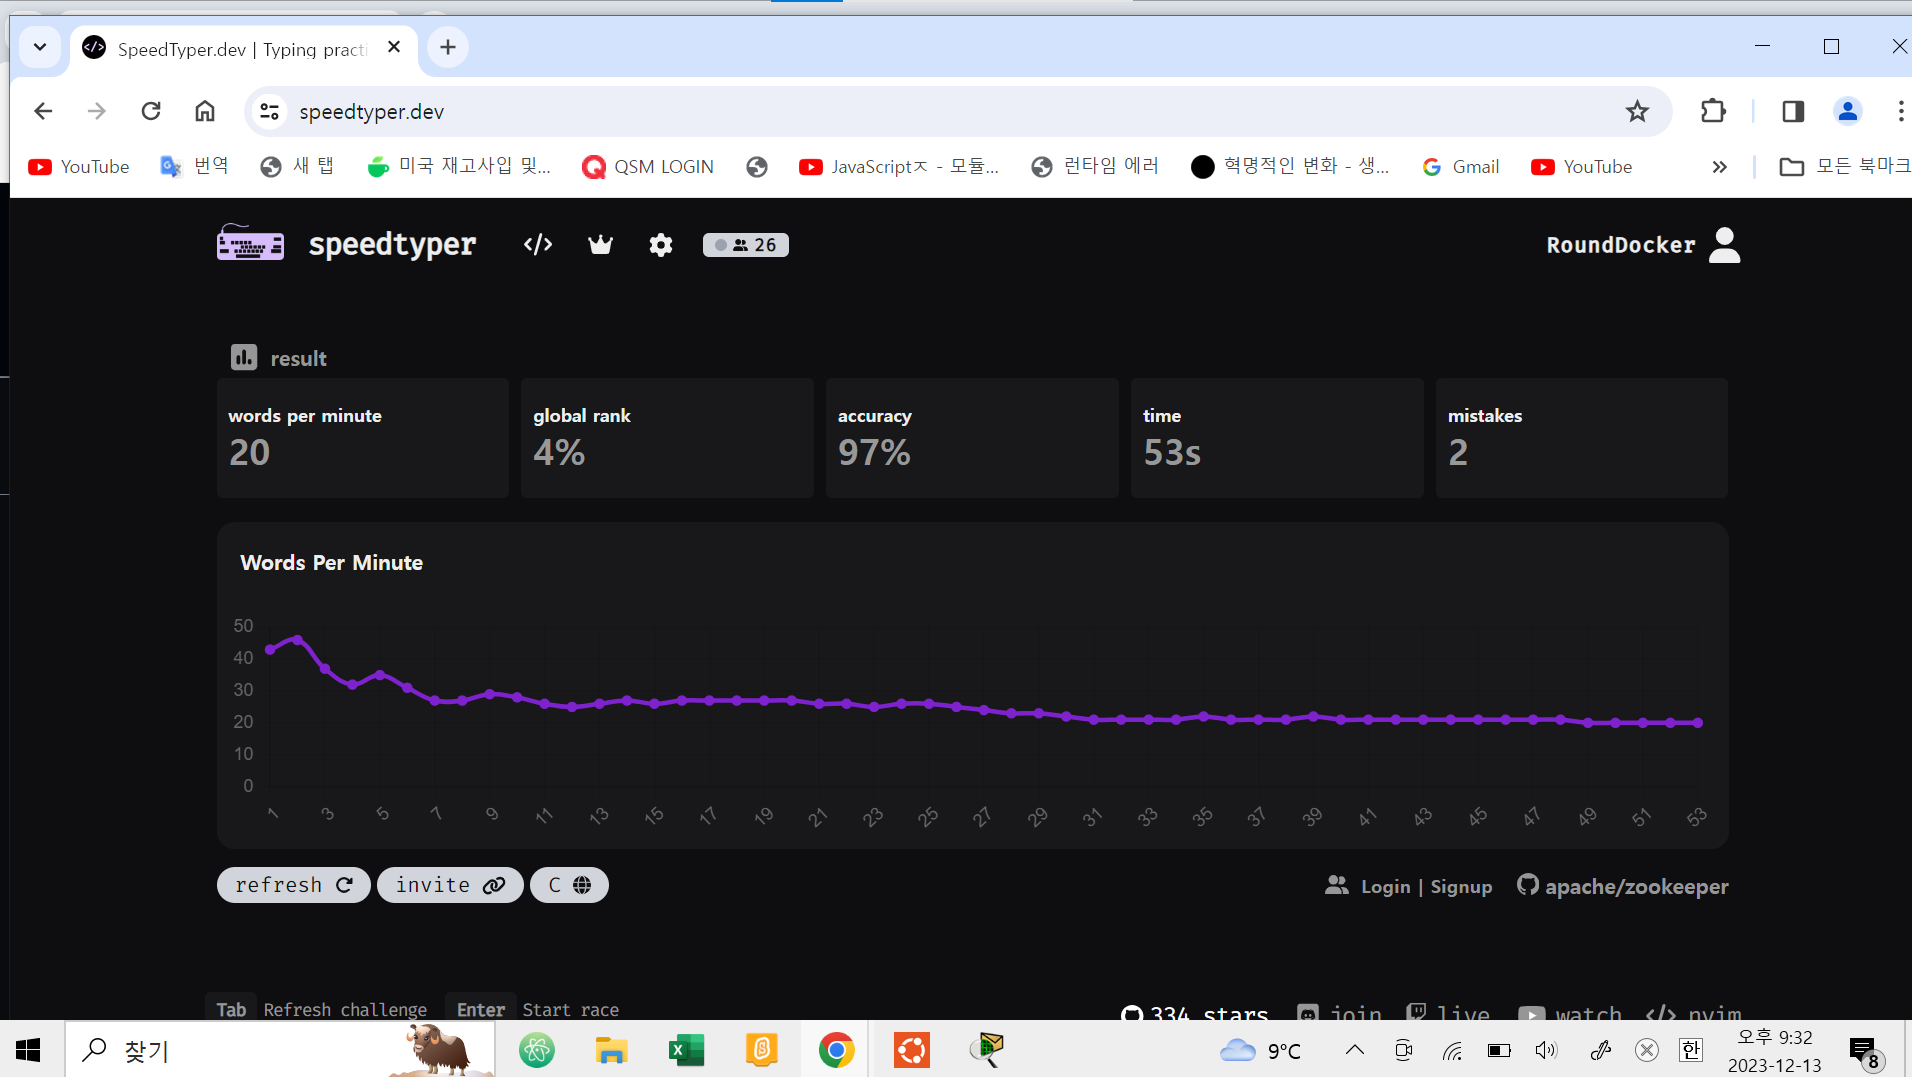 SpeedTyper.dev | Typing practi
speedtyper.dev
YouTube 번역 새 탭 미국 재고사입 및... QSM LOGIN JavaScriptㅈ - 모듈... 런타임 에러 혁명적인 변화 - 생... Gmail YouTube » 모든 북마크
speedtyper </> 26 RoundDocker
result
words per minute global rank accuracy time mistakes
20 4% 97% 53s 2
Words Per Minute
50
40
30
20
10
0
1 3 5 7 9 11 13 15 17 19 21 23 25 27 29 31 33 35 37 39 41 43 45 47 49 51 53
refresh invite C Login | Signup apache/zookeeper
Tab Refresh challenge Enter Start race 334 stars join live watch </> nvim
찾기 9°C 한 오후 9:32
2023-12-13 8